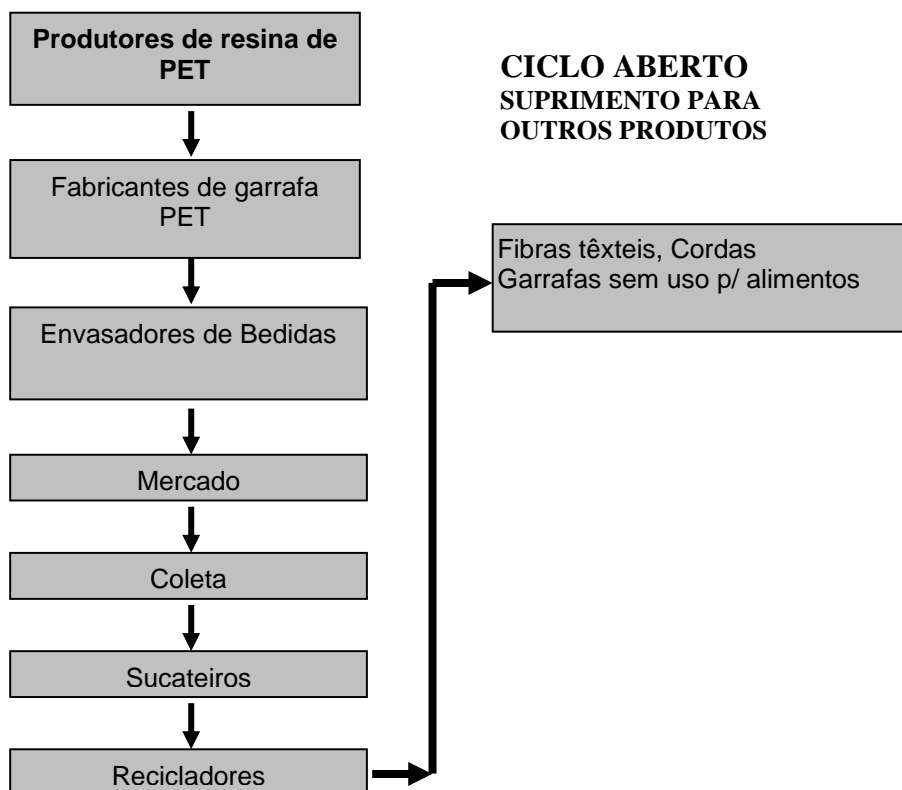 Produtores de resina de
PET
CICLO ABERTO
SUPRIMENTO PARA
OUTROS PRODUTOS
Fabricantes de garrafa
PET
Fibras têxteis, Cordas
Garrafas sem uso p/ alimentos
Envasadores de Bedidas
Mercado
Coleta
Sucateiros
Recicladores